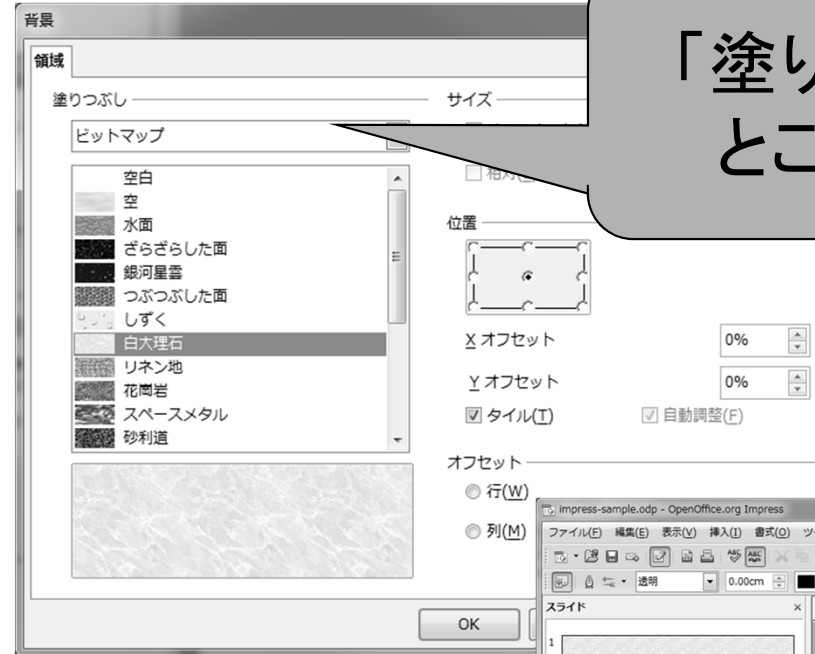 背景
領域
塗りつぶし
ビットマップ
空白
空
水面
ざらざらした面
銀河星雲
つぶつぶした面
しずく
白大理石
リネン地
花崗岩
スペースメタル
砂利道
サイズ
位置
X オフセット
0%
Y オフセット
0%
タイル(T)
自動調整(F)
オフセット
行(W)
列(M)
OK
「塗り
とこ
impress-sample.odp - OpenOffice.org Impress
ファイル(F) 編集(E) 表示(V) 挿入(I) 書式(O)
透明
0.00cm
スライド
1